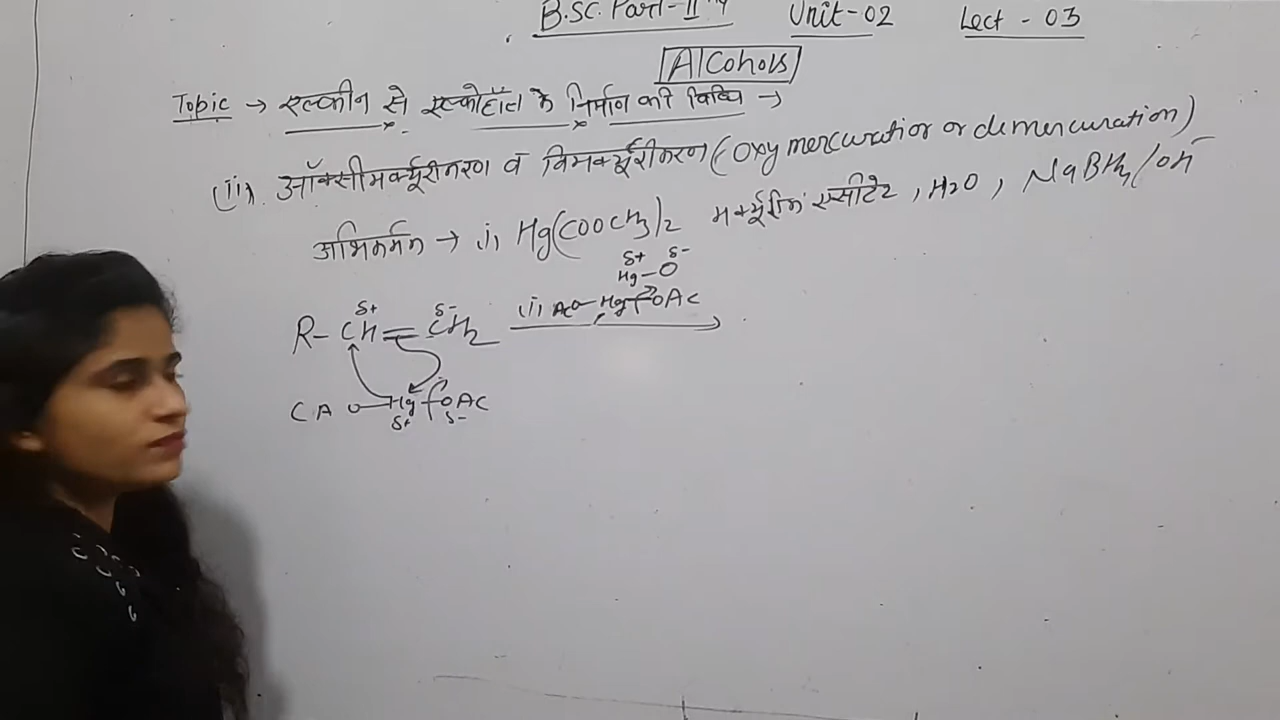 B.Sc. Part-II Unit-02 Lect - 03
Alcohols
Topic → एल्कीन से एल्कोहॉल के निर्माण की विधि →
(ii). ऑक्सीमर्क्यूरीकरण व विमर्क्यूरीकरण (Oxymercuration or demercuration)
अभिकर्मक → (i) Hg(COOCH3)2 मर्क्यूरिक एसीटेट, H2O, NaBH4/OH⁻
δ+ δ-
Hg-O
δ+ δ- (i) AcO-Hg-OAc
R-CH=CH2
CAO-Hg-OAC
δ+ δ-